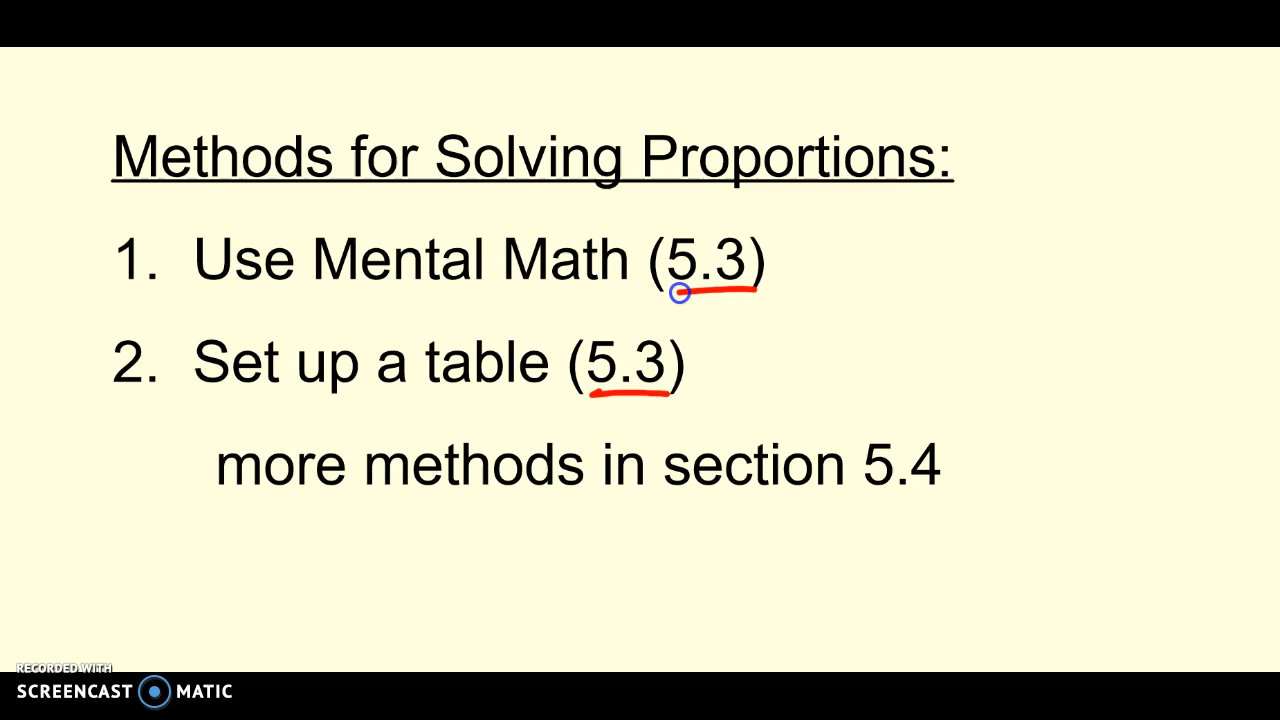 Methods for Solving Proportions:
1. Use Mental Math (5.3)
2. Set up a table (5.3)
more methods in section 5.4
RECORDED WITH
SCREENCAST MATIC